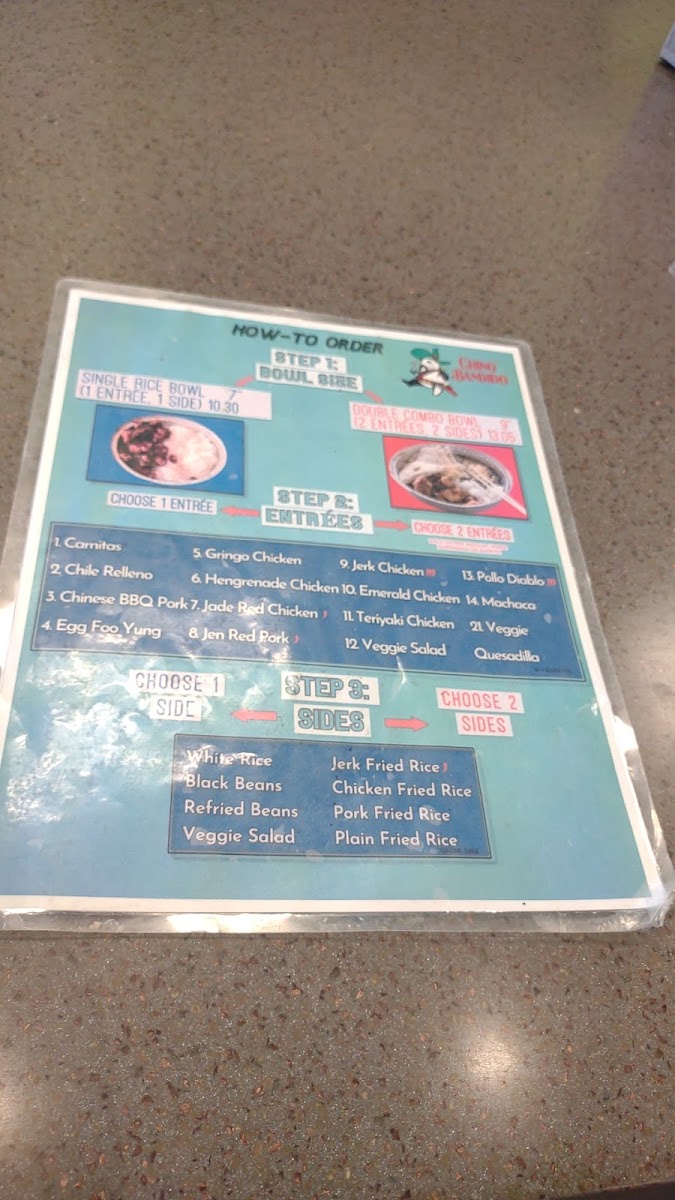 HOW-TO ORDER
CHINO
BANDIDO
STEP 1:
BOWL SIZE
SINGLE RICE BOWL 7"
(1 ENTRÉE, 1 SIDE) 10.30
DOUBLE COMBO BOWL 9"
(2 ENTRÉES, 2 SIDES) 13.05
STEP 2:
ENTRÉES
CHOOSE 1 ENTRÉE
CHOOSE 2 ENTRÉES
1. Carnitas
2. Chile Relleno
3. Chinese BBQ Pork
4. Egg Foo Yung
5. Gringo Chicken
6. Hengrenade Chicken
7. Jade Red Chicken
8. Jen Red Pork
9. Jerk Chicken
10. Emerald Chicken
11. Teriyaki Chicken
12. Veggie Salad
13. Pollo Diablo
14. Machaca
21. Veggie
Quesadilla
STEP 3:
SIDES
CHOOSE 1
SIDE
CHOOSE 2
SIDES
White Rice
Black Beans
Refried Beans
Veggie Salad
Jerk Fried Rice
Chicken Fried Rice
Pork Fried Rice
Plain Fried Rice